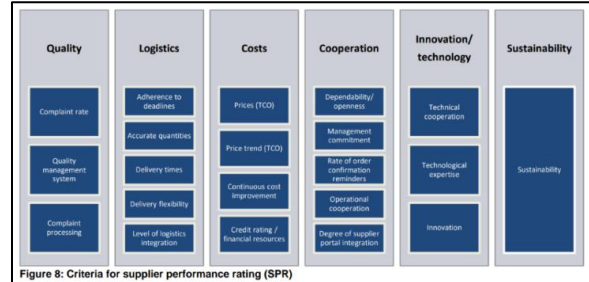 Quality
Complaint rate
Quality
management
system
Complaint
processing
Logistics
Adherence to
deadlines
Accurate quantities
Delivery times
Delivery flexibility
Level of logistics
integration
Costs
Prices (TCO)
Price trend (TCO)
Continuous cost
improvement
Credit rating /
financial resources
Cooperation
Dependability/
openness
Management
commitment
Rate of order
confirmation
reminders
Operational
cooperation
Degree of supplier
portal integration
Innovation/
technology
Technical
cooperation
Technological
expertise
Innovation
Sustainability
Sustainability
Figure 8: Criteria for supplier performance rating (SPR)